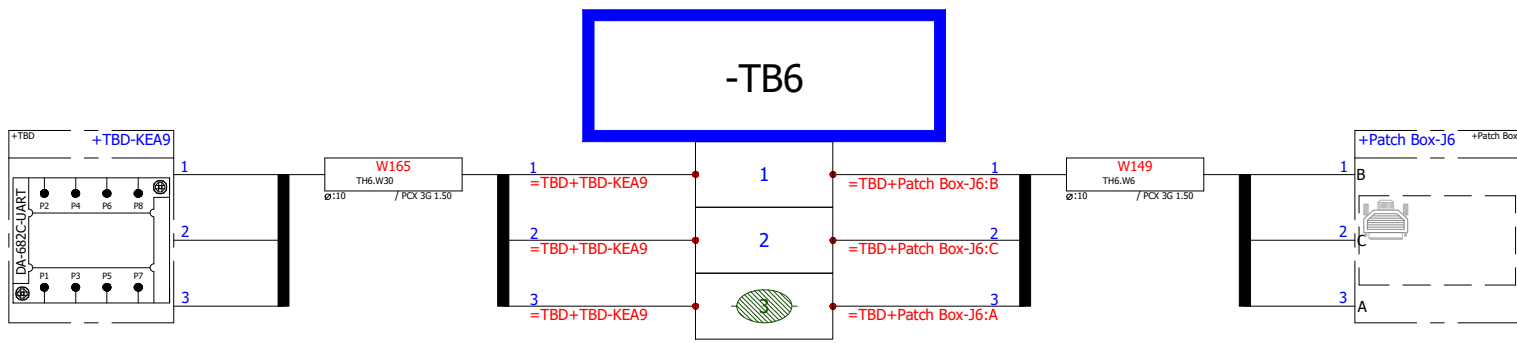 -TB6
+TBD
+TBD-KEA9
DA-682C-UART
P2 P4 P6 P8
P1 P3 P5 P7
1
2
3
W165
TH6.W30
⌀:10 / PCX 3G 1.50
1
=TBD+TBD-KEA9
2
=TBD+TBD-KEA9
3
=TBD+TBD-KEA9
1
2
3
1
=TBD+Patch Box-J6:B
2
=TBD+Patch Box-J6:C
3
=TBD+Patch Box-J6:A
W149
TH6.W6
⌀:10 / PCX 3G 1.50
+Patch Box-J6
+Patch Box
1 B
2 C
3 A